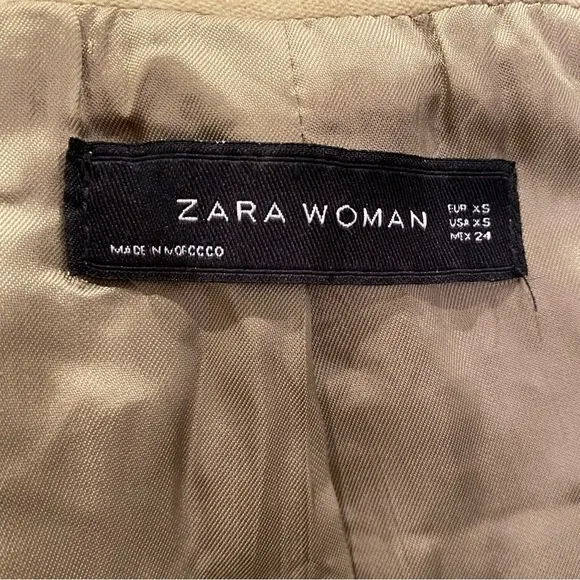 ZARA WOMAN
EUR XS
USA XS
MEX 24
MADE IN MOROCCO